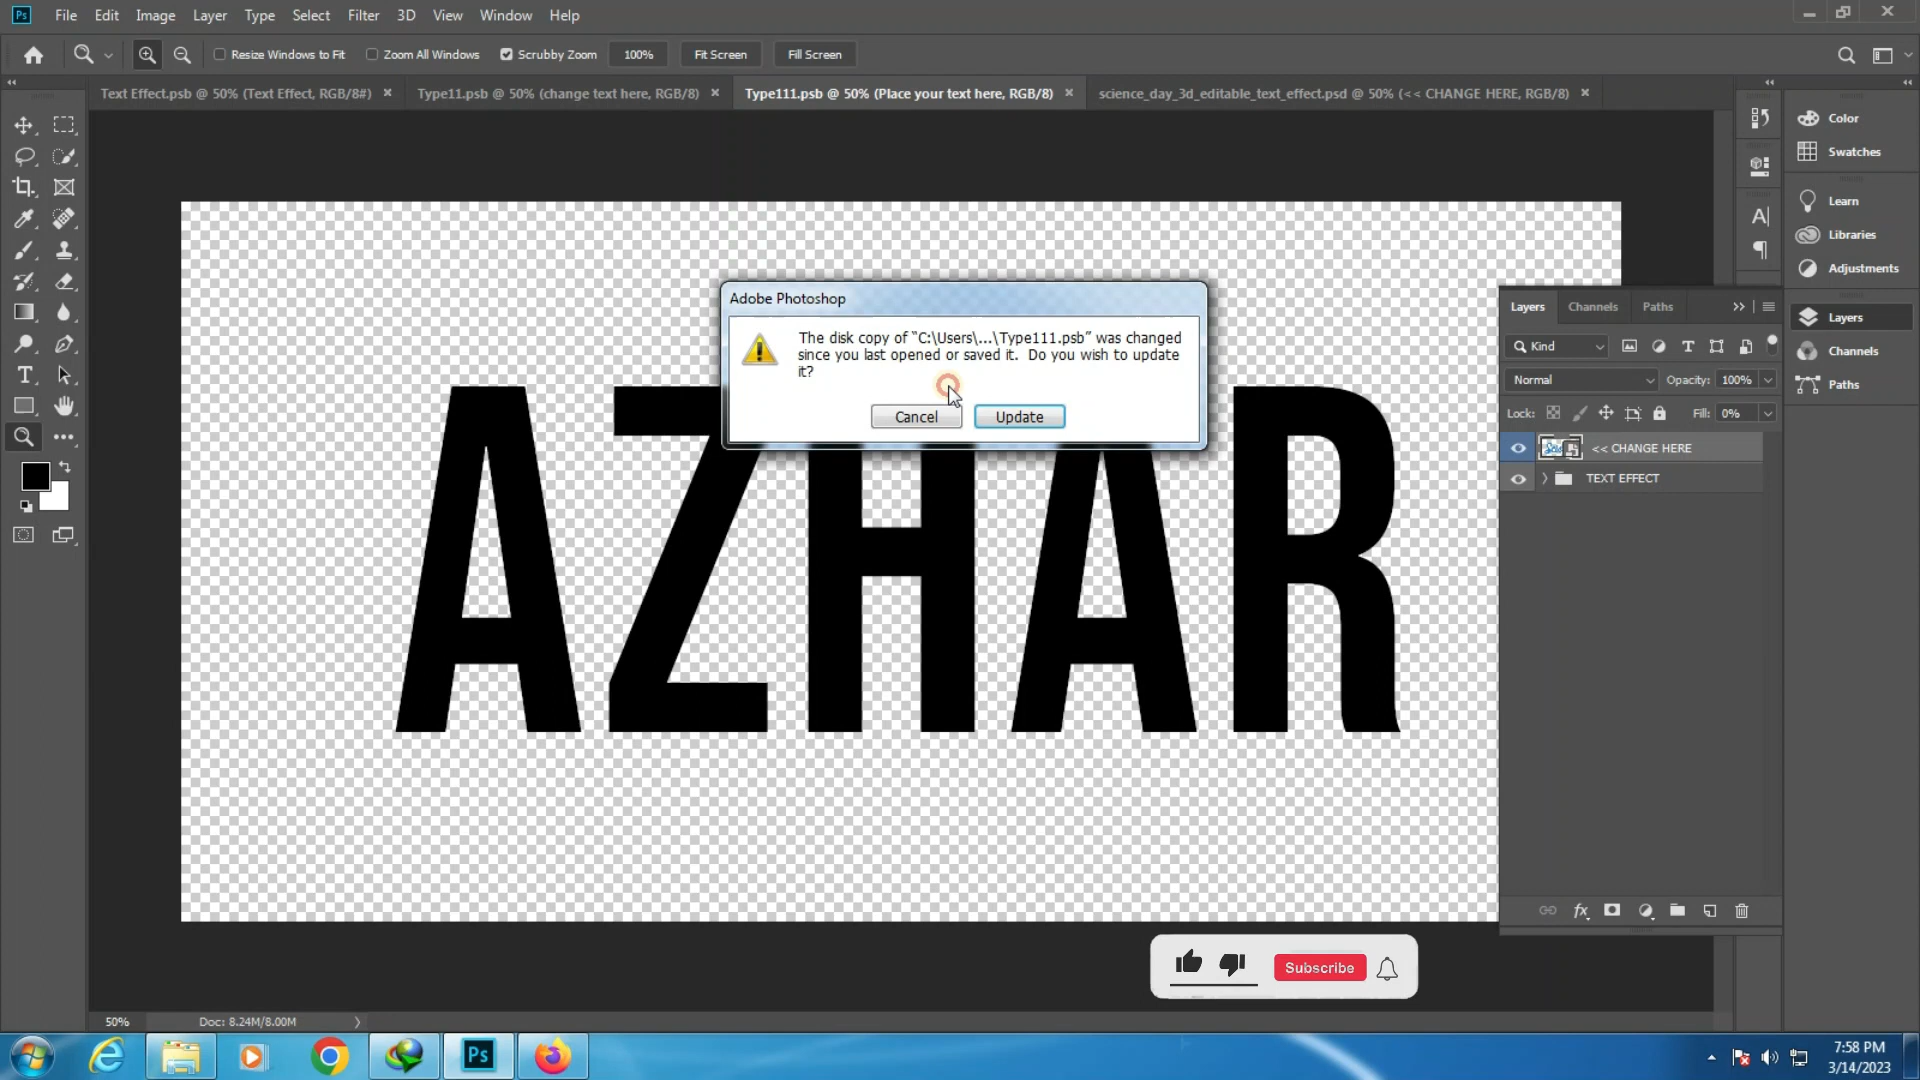 Ps File Edit Image Layer Type Select Filter 3D View Window Help
Resize Windows to Fit Zoom All Windows Scrubby Zoom 100% Fit Screen Fill Screen
Text Effect.psb @ 50% (Text Effect, RGB/8#) × Type11.psb @ 50% (change text here, RGB/8) × Type111.psb @ 50% (Place your text here, RGB/8) × science_day_3d_editable_text_effect.psd @ 50% (<< CHANGE HERE, RGB/8) ×
Color
Swatches
Learn
Libraries
Adjustments
Layers
Channels
Paths
Adobe Photoshop
The disk copy of “C:\Users\...\Type111.psb” was changed
since you last opened or saved it. Do you wish to update
it?
Cancel Update
AZHAR
Layers Channels Paths
Kind
Normal Opacity: 100%
Lock: Fill: 0%
<< CHANGE HERE
TEXT EFFECT
fx
Subscribe
50% Doc: 8.24M/8.00M
Ps
7:58 PM
3/14/2023